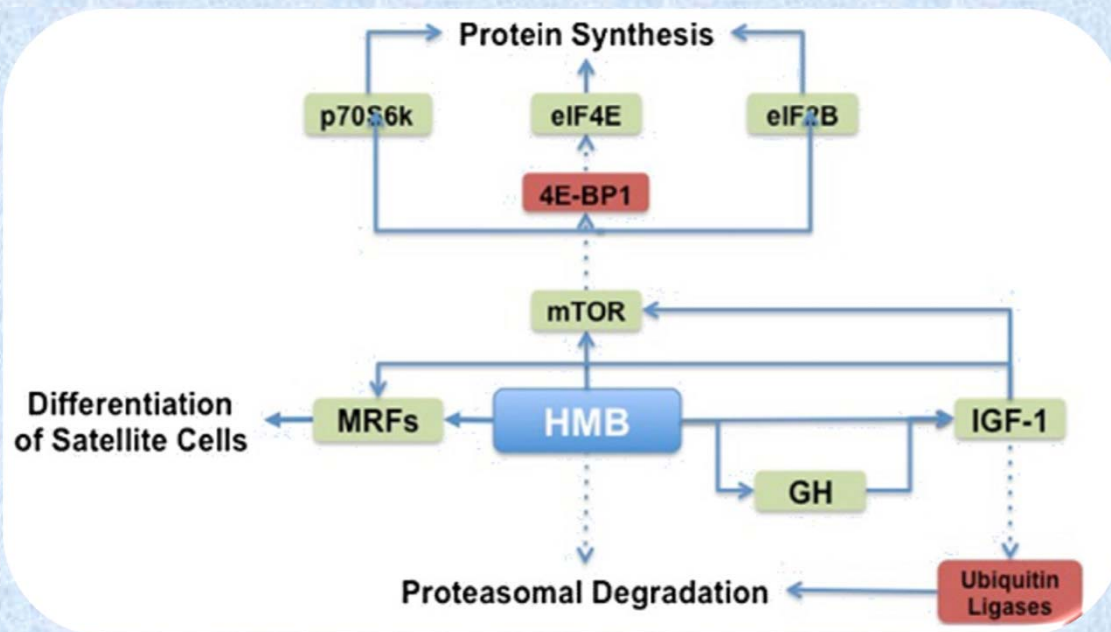 Protein Synthesis
p70S6k
eIF4E
eIF2B
4E-BP1
mTOR
Differentiation
of Satellite Cells
MRFs
HMB
IGF-1
GH
Proteasomal Degradation
Ubiquitin
Ligases